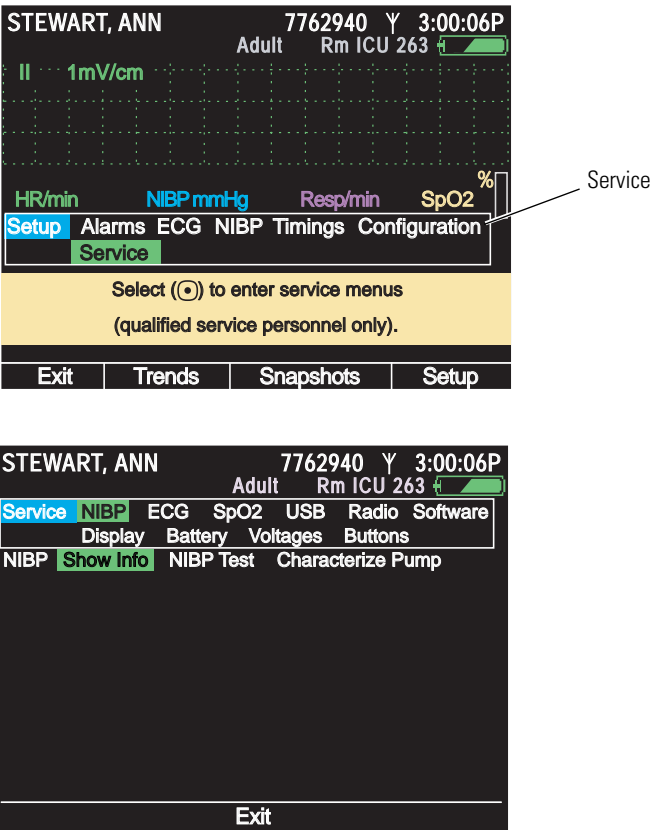 STEWART, ANN 7762940 3:00:06P
Adult Rm ICU 263
II 1mV/cm
%
HR/min NIBP mmHg Resp/min SpO2
Service
Setup Alarms ECG NIBP Timings Configuration
Service
Select () to enter service menus
(qualified service personnel only).
Exit Trends Snapshots Setup
STEWART, ANN 7762940 3:00:06P
Adult Rm ICU 263
Service NIBP ECG SpO2 USB Radio Software
Display Battery Voltages Buttons
NIBP Show Info NIBP Test Characterize Pump
Exit